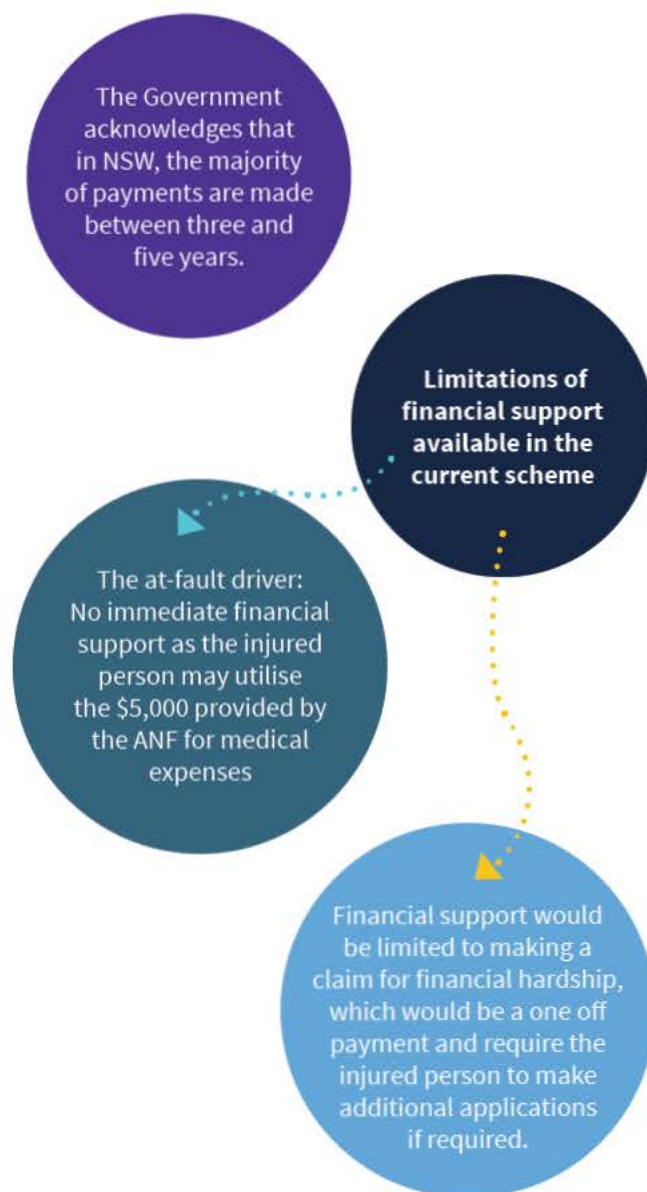 The Government
acknowledges that
in NSW, the majority
of payments are made
between three and
five years.
Limitations of
financial support
available in the
current scheme
The at-fault driver:
No immediate financial
support as the injured
person may utilise
the $5,000 provided by
the ANF for medical
expenses
Financial support would
be limited to making a
claim for financial hardship,
which would be a one off
payment and require the
injured person to make
additional applications
if required.